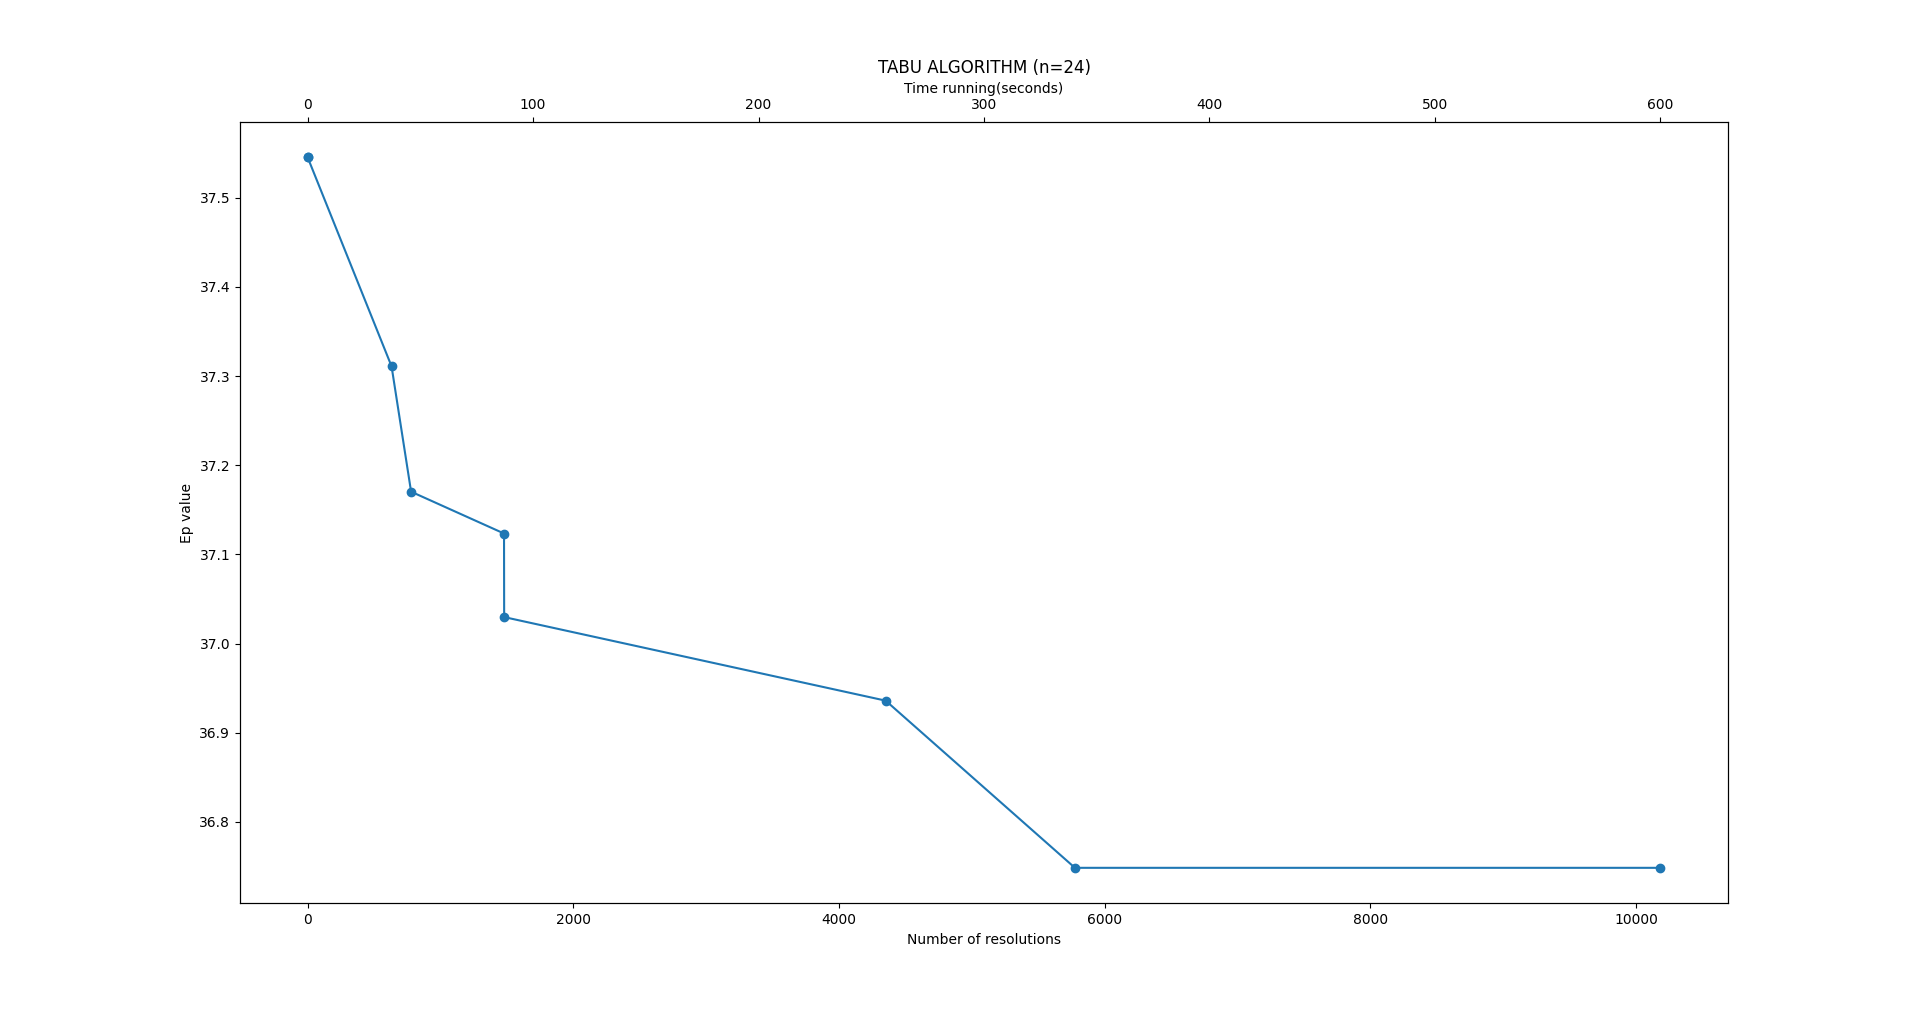 TABU ALGORITHM (n=24)
Time running(seconds)
0 100 200 300 400 500 600
37.5
37.4
37.3
37.2
Ep value
37.1
37.0
36.9
36.8
0 2000 4000 6000 8000 10000
Number of resolutions